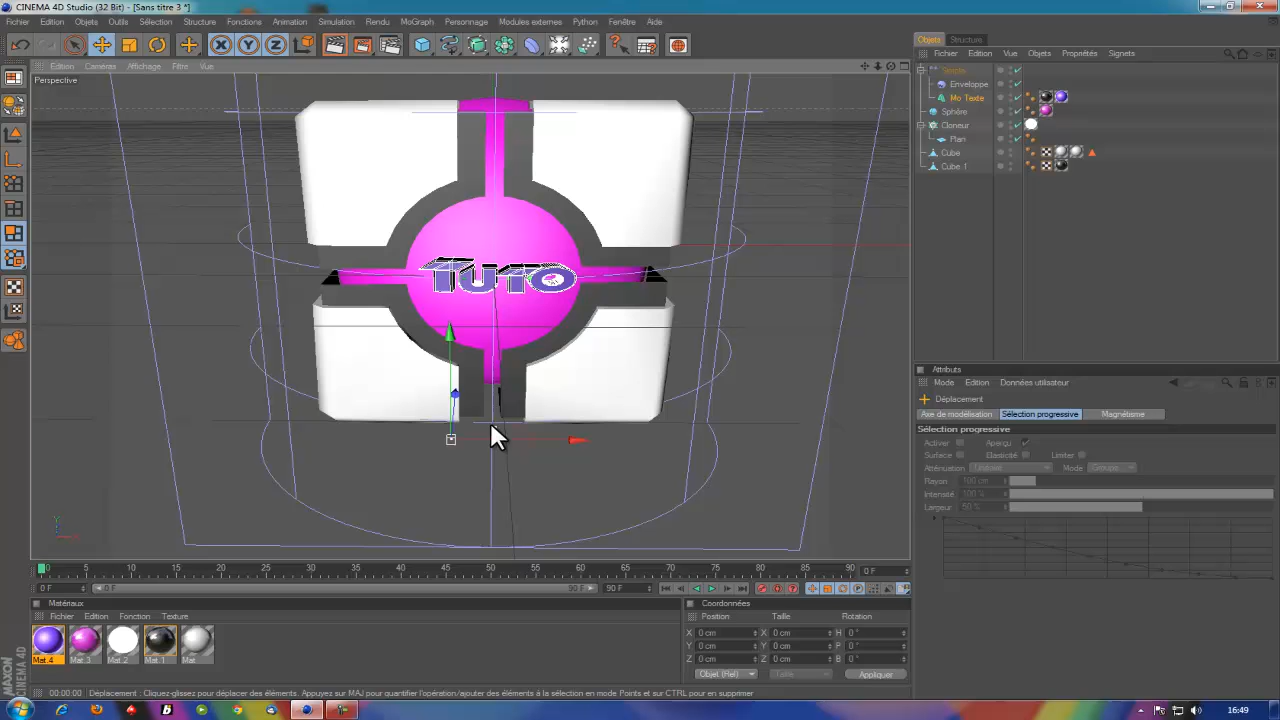 CINEMA 4D Studio (32 Bit) - [Sans titre 3 *]
Fichier Edition Objets Outils Sélection Structure Fonctions Animation Simulation Rendu MoGraph Personnage Modules externes Python Fenêtre Aide
Edition Caméras Affichage Filtre Vue
Perspective
TUTO
Objets Structure
Fichier Edition Vue Objets Propriétés Signets
Enveloppe
Mo Texte
Sphère
Cloneur
Plan
Cube
Cube 1
Attributs
Mode Edition Données utilisateur
Déplacement
Axe de modélisation Sélection progressive Magnétisme
Sélection progressive
Activer Aperçu
Surface Elasticité Limiter
Atténuation Mode Groupe
Rayon 100 cm
Intensité 100 %
Largeur 50 %
0 5 10 15 20 25 30 35 40 45 50 55 60 65 70 75 80 85 90 0 F
0 F 0 F 90 F 90 F
Matériaux
Fichier Edition Fonction Texture
Mat.4 Mat.3 Mat.2 Mat.1 Mat
Coordonnées
Position Taille Rotation
X 0 cm X 0 cm H 0 °
Y 0 cm Y 0 cm P 0 °
Z 0 cm Z 0 cm B 0 °
Objet (Rel) Taille Appliquer
MAXON CINEMA 4D
00:00:00 Déplacement : Cliquez-glissez pour déplacer des éléments. Appuyez sur MAJ pour quantifier l'opération/ajouter des éléments à la sélection en mode Points et sur CTRL pour en supprimer
16:49